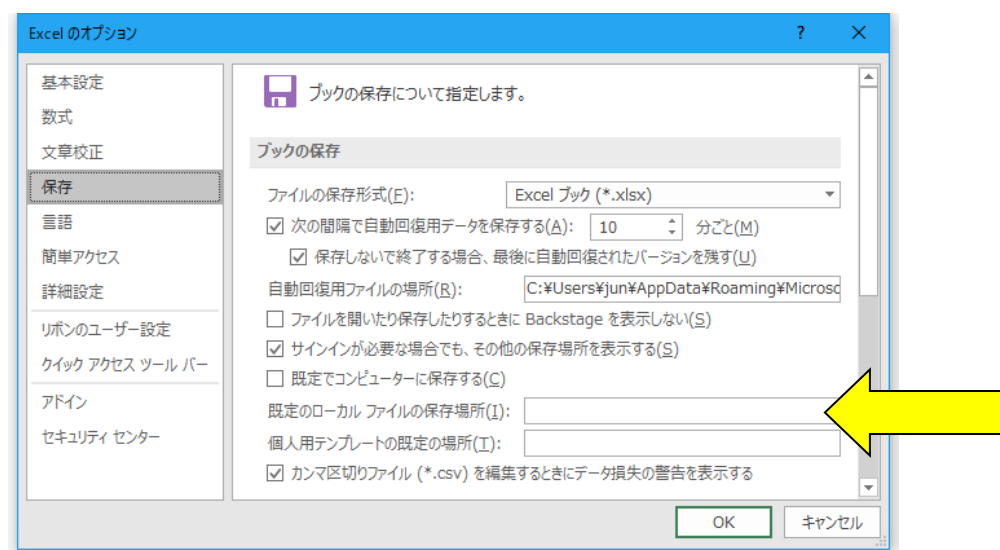 Excel のオプション
?
×
基本設定
数式
文章校正
保存
言語
簡単アクセス
詳細設定
リボンのユーザー設定
クイック アクセス ツール バー
アドイン
セキュリティ センター
ブックの保存について指定します。
ブックの保存
ファイルの保存形式(F): Excel ブック (*.xlsx)
次の間隔で自動回復用データを保存する(A): 10 分ごと(M)
保存しないで終了する場合、最後に自動回復されたバージョンを残す(U)
自動回復用ファイルの場所(R): C:¥Users¥jun¥AppData¥Roaming¥Microsc
ファイルを開いたり保存したりするときに Backstage を表示しない(S)
サインインが必要な場合でも、その他の保存場所を表示する(S)
既定でコンピューターに保存する(C)
既定のローカル ファイルの保存場所(I):
個人用テンプレートの既定の場所(T):
カンマ区切りファイル (*.csv) を編集するときにデータ損失の警告を表示する
OK キャンセル